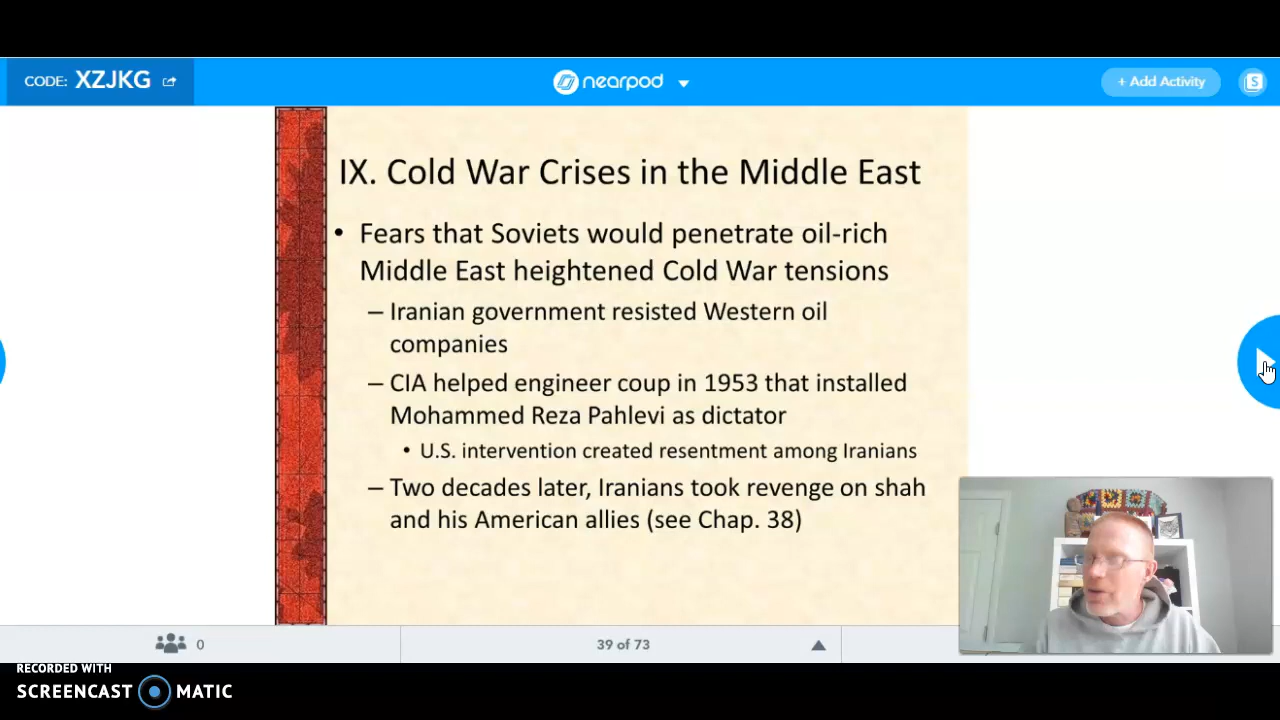 CODE: XZJKG
nearpod
+ Add Activity
S
IX. Cold War Crises in the Middle East
• Fears that Soviets would penetrate oil-rich
Middle East heightened Cold War tensions
– Iranian government resisted Western oil
companies
– CIA helped engineer coup in 1953 that installed
Mohammed Reza Pahlevi as dictator
• U.S. intervention created resentment among Iranians
– Two decades later, Iranians took revenge on shah
and his American allies (see Chap. 38)
0
39 of 73
RECORDED WITH
SCREENCAST MATIC